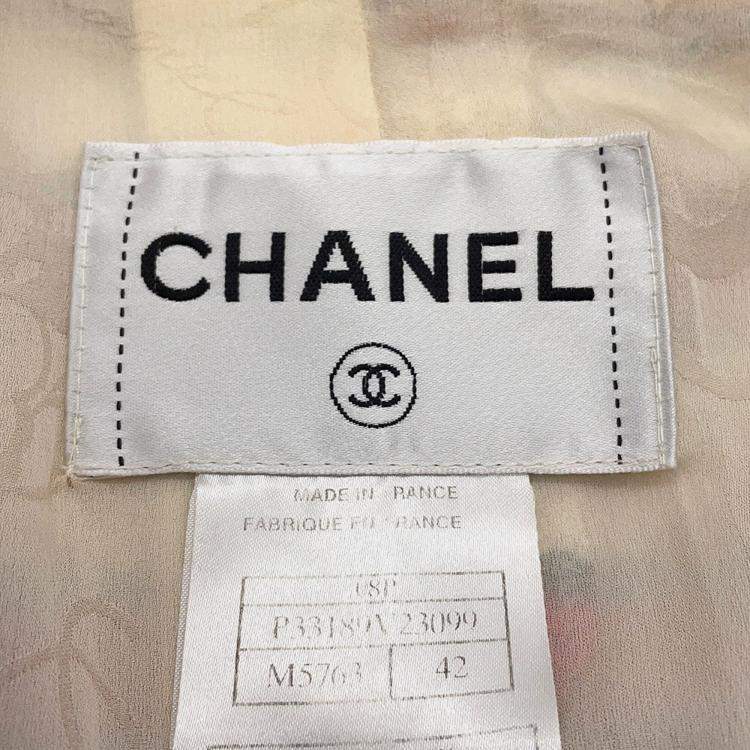 CHANEL
MADE IN FRANCE
FABRIQUE EN FRANCE
08P
P33189V23099
M5763 42